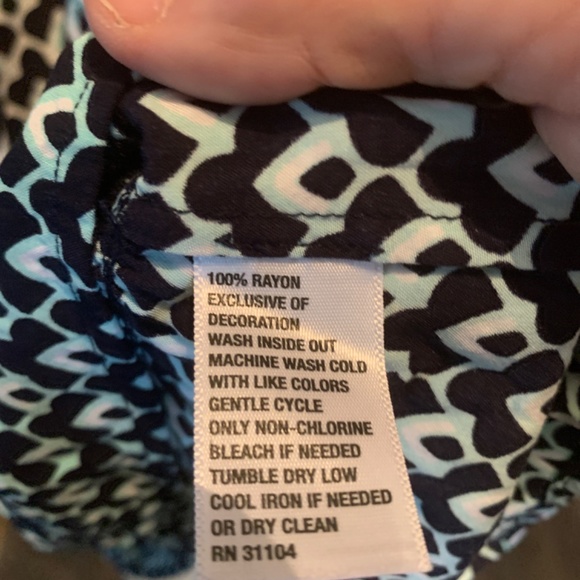 100% RAYON
EXCLUSIVE OF
DECORATION
WASH INSIDE OUT
MACHINE WASH COLD
WITH LIKE COLORS
GENTLE CYCLE
ONLY NON-CHLORINE
BLEACH IF NEEDED
TUMBLE DRY LOW
COOL IRON IF NEEDED
OR DRY CLEAN
RN 31104